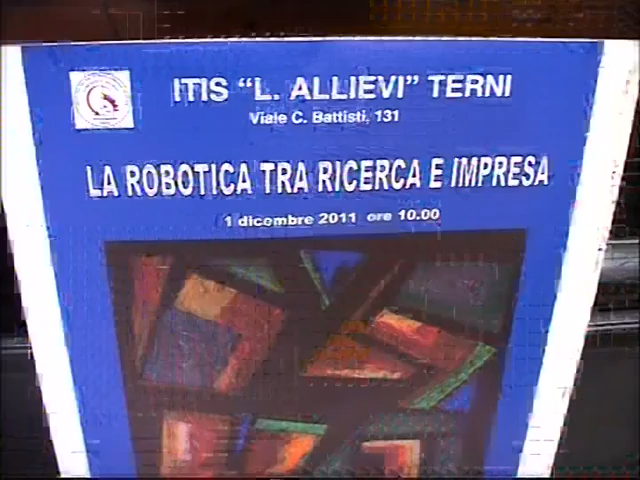 ITIS "L. ALLIEVI" TERNI
Viale C. Battisti, 131
LA ROBOTICA TRA RICERCA E IMPRESA
1 dicembre 2011 ore 10.00